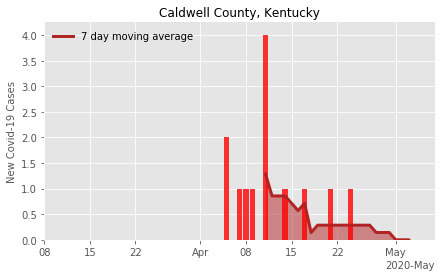 Caldwell County, Kentucky
7 day moving average
New Covid-19 Cases
4.0
3.5
3.0
2.5
2.0
1.5
1.0
0.5
0.0
08 15 22 Apr 08 15 22 May
2020-May